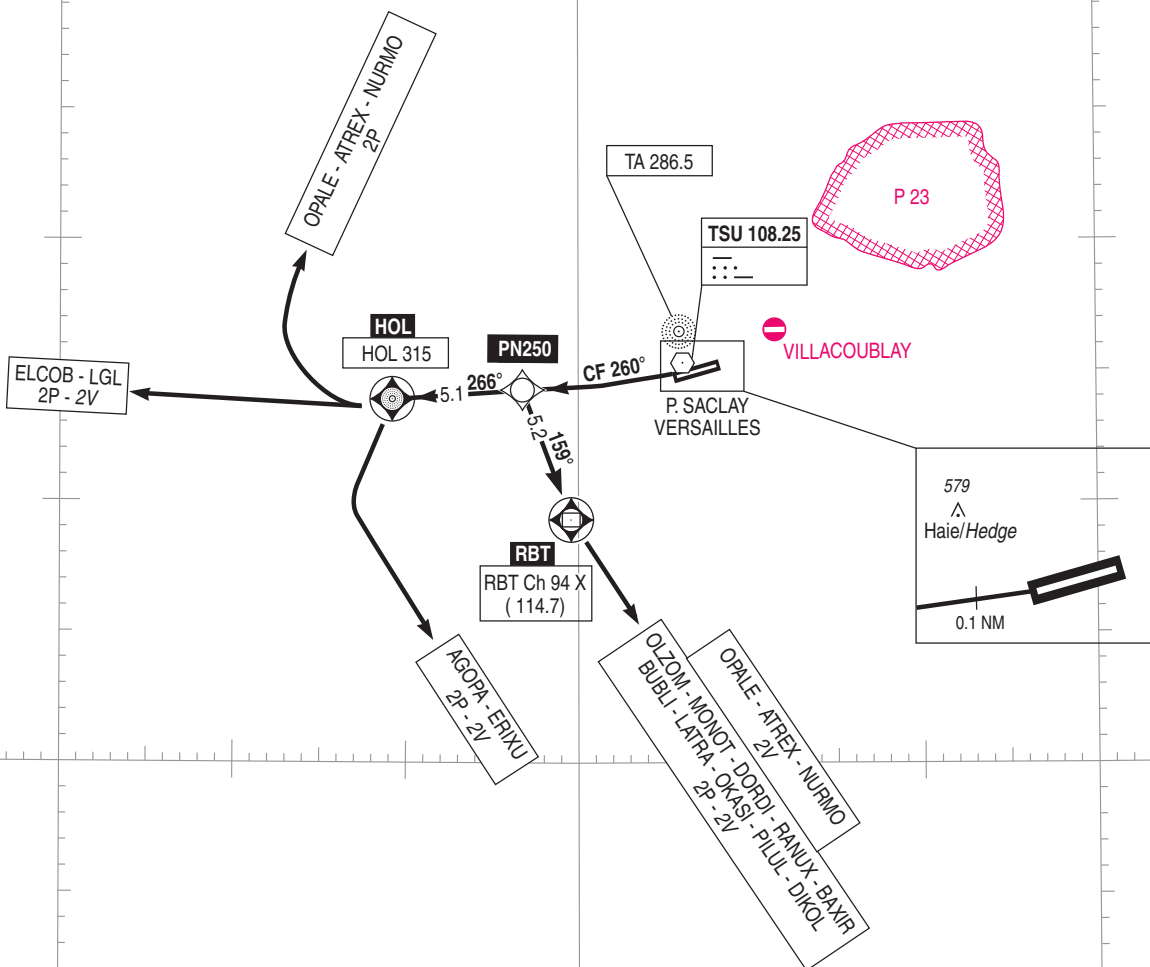 OPALE - ATREX - NURMO
2P
TA 286.5
P 23
TSU 108.25
HOL
HOL 315
PN250
VILLACOUBLAY
ELCOB - LGL
2P - 2V
5.1
266°
CF 260°
P. SACLAY
VERSAILLES
5.2
159°
579
Haie/Hedge
0.1 NM
RBT
RBT Ch 94 X
( 114.7)
AGOPA - ERIXU
2P - 2V
OLZOM - MONOT - DORDI - RANUX - BAXIR
BUBLI - LATRA - OKASI - PILUL - DIKOL
2P - 2V
OPALE - ATREX - NURMO
2V